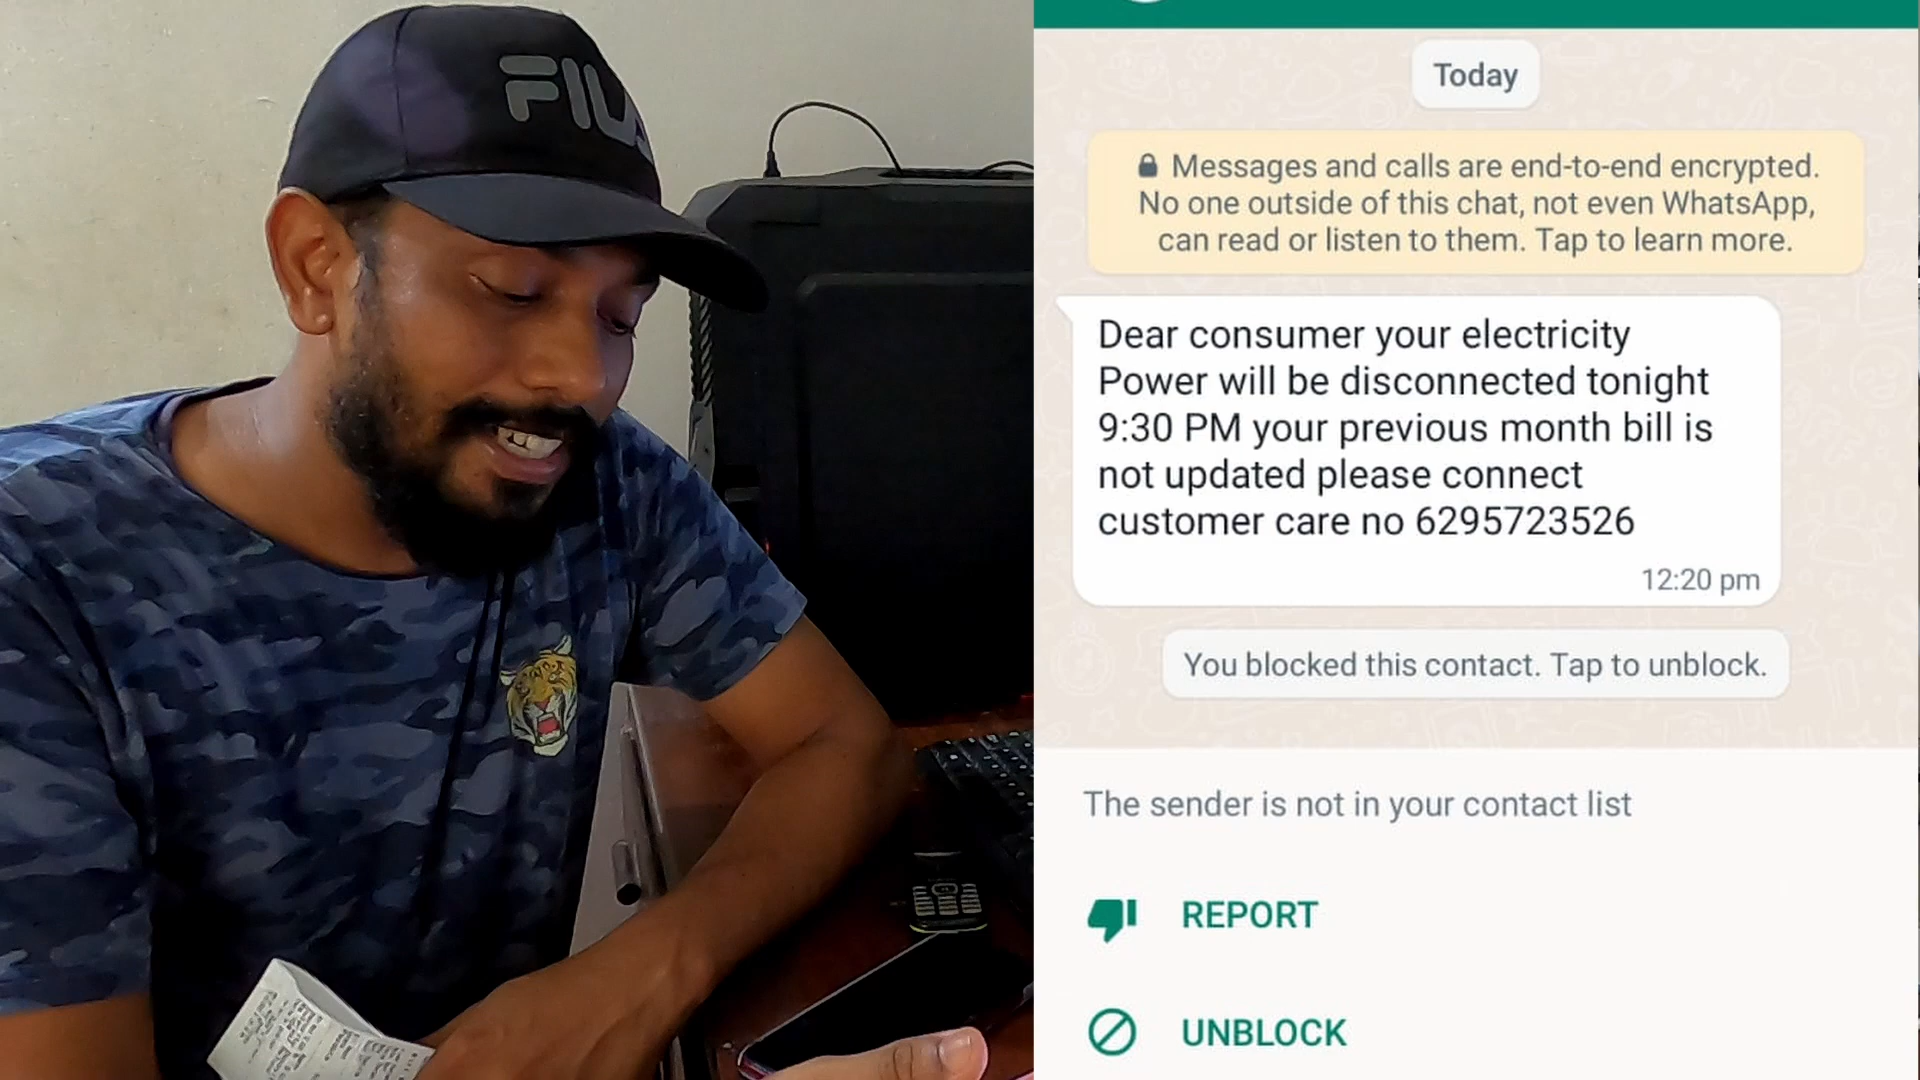 FILA
Today
Messages and calls are end-to-end encrypted.
No one outside of this chat, not even WhatsApp,
can read or listen to them. Tap to learn more.
Dear consumer your electricity
Power will be disconnected tonight
9:30 PM your previous month bill is
not updated please connect
customer care no 6295723526
12:20 pm
You blocked this contact. Tap to unblock.
The sender is not in your contact list
REPORT
UNBLOCK